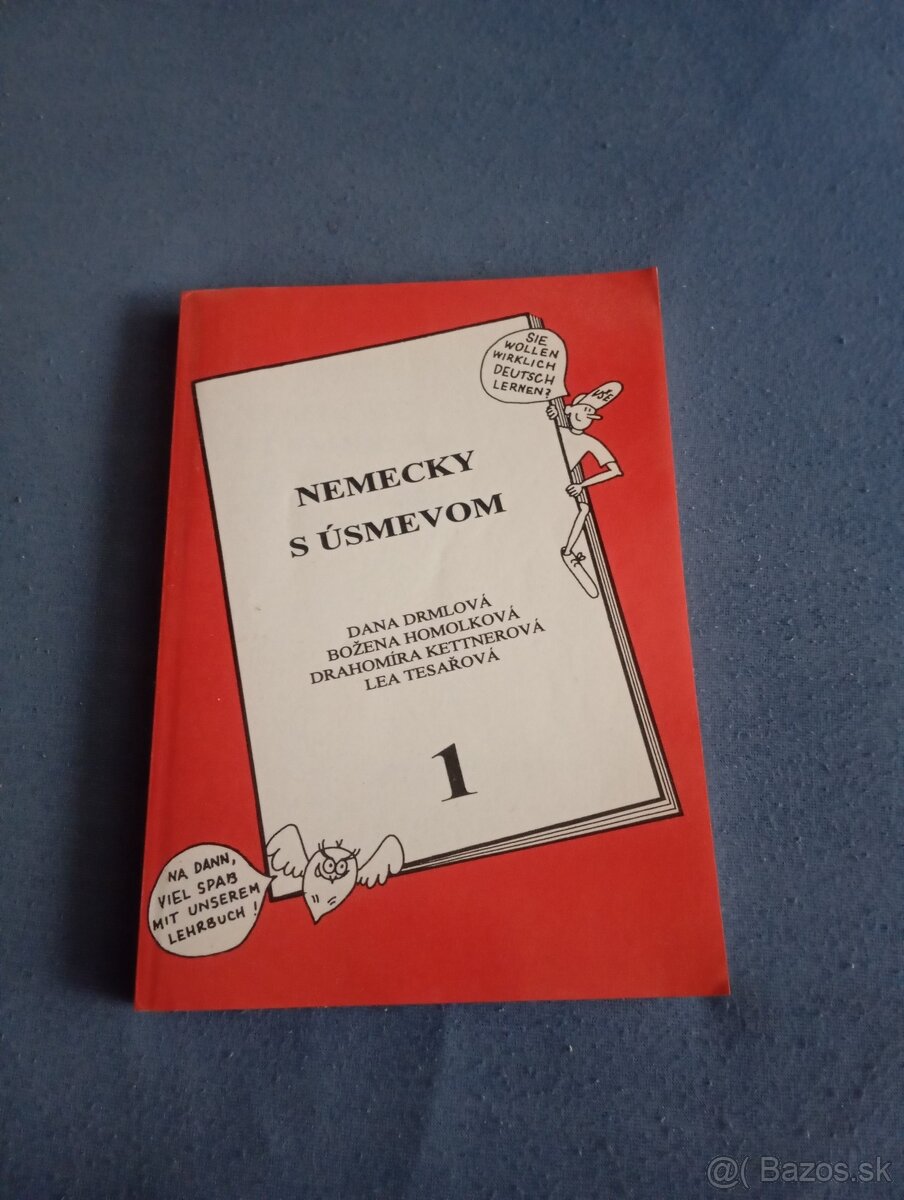 SIE
WOLLEN
WIRKLICH
DEUTSCH
LERNEN?
VŠE
NEMECKY
S ÚSMEVOM
DANA DRMLOVÁ
BOŽENA HOMOLKOVÁ
DRAHOMÍRA KETTNEROVÁ
LEA TESAŘOVÁ
1
NA DANN,
VIEL SPAß
MIT UNSEREM
LEHRBUCH!
@( Bazos.sk